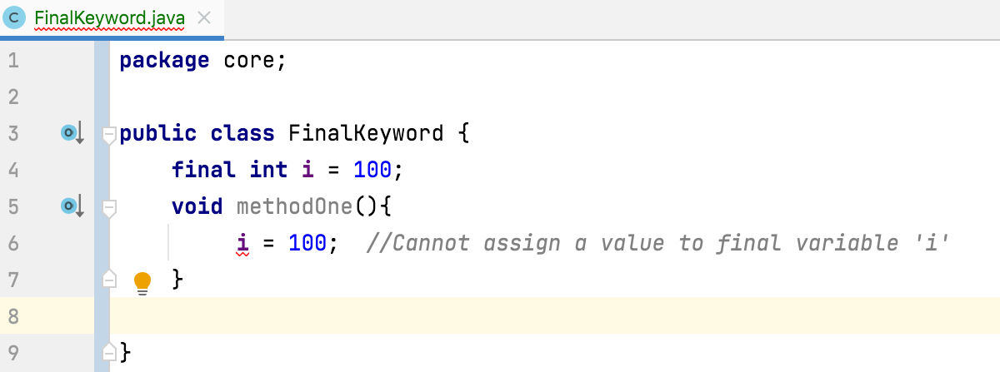 C FinalKeyword.java
1 package core;
2
3 public class FinalKeyword {
4 final int i = 100;
5 void methodOne(){
6 i = 100; //Cannot assign a value to final variable 'i'
7 }
8
9 }